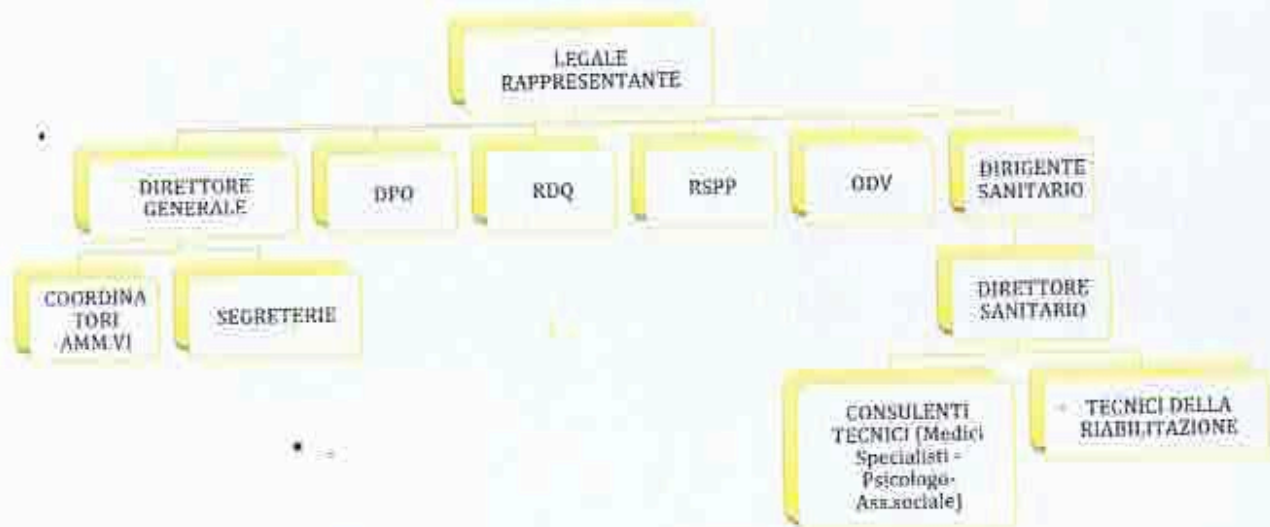 LEGALE
RAPPRESENTANTE
DIRETTORE
GENERALE
DPO
RDQ
RSPP
ODV
DIRIGENTE
SANITARIO
COORDINA
TORI
AMM.VI
SEGRETERIE
DIRETTORE
SANITARIO
CONSULENTI
TECNICI (Medici
Specialisti -
Psicologo-
Ass.sociale)
TECNICI DELLA
RIABILITAZIONE